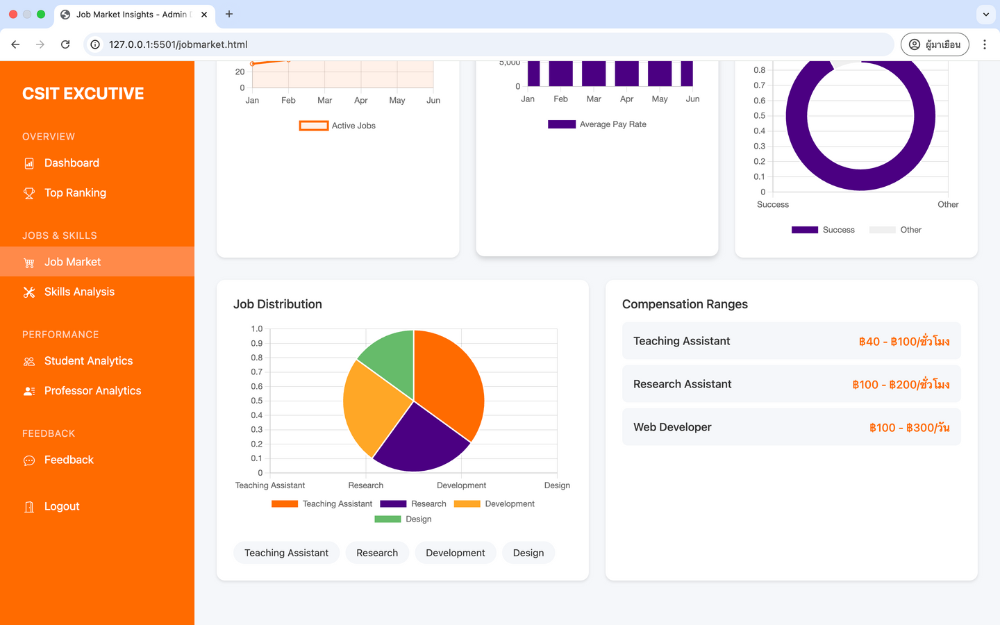 Job Market Insights - Admin
127.0.0.1:5501/jobmarket.html
ผู้มาเยือน
CSIT EXCUTIVE
OVERVIEW
Dashboard
Top Ranking
JOBS & SKILLS
Job Market
Skills Analysis
PERFORMANCE
Student Analytics
Professor Analytics
FEEDBACK
Feedback
Logout
20
0
Jan Feb Mar Apr May Jun
Active Jobs
5,000
0
Jan Feb Mar Apr May Jun
Average Pay Rate
0.8
0.7
0.6
0.5
0.4
0.3
0.2
0.1
0
Success Other
Success Other
Job Distribution
1.0
0.9
0.8
0.7
0.6
0.5
0.4
0.3
0.2
0.1
0
Teaching Assistant Research Development Design
Teaching Assistant Research Development
Design
Teaching Assistant Research Development Design
Compensation Ranges
Teaching Assistant ฿40 - ฿100/ชั่วโมง
Research Assistant ฿100 - ฿200/ชั่วโมง
Web Developer ฿100 - ฿300/วัน